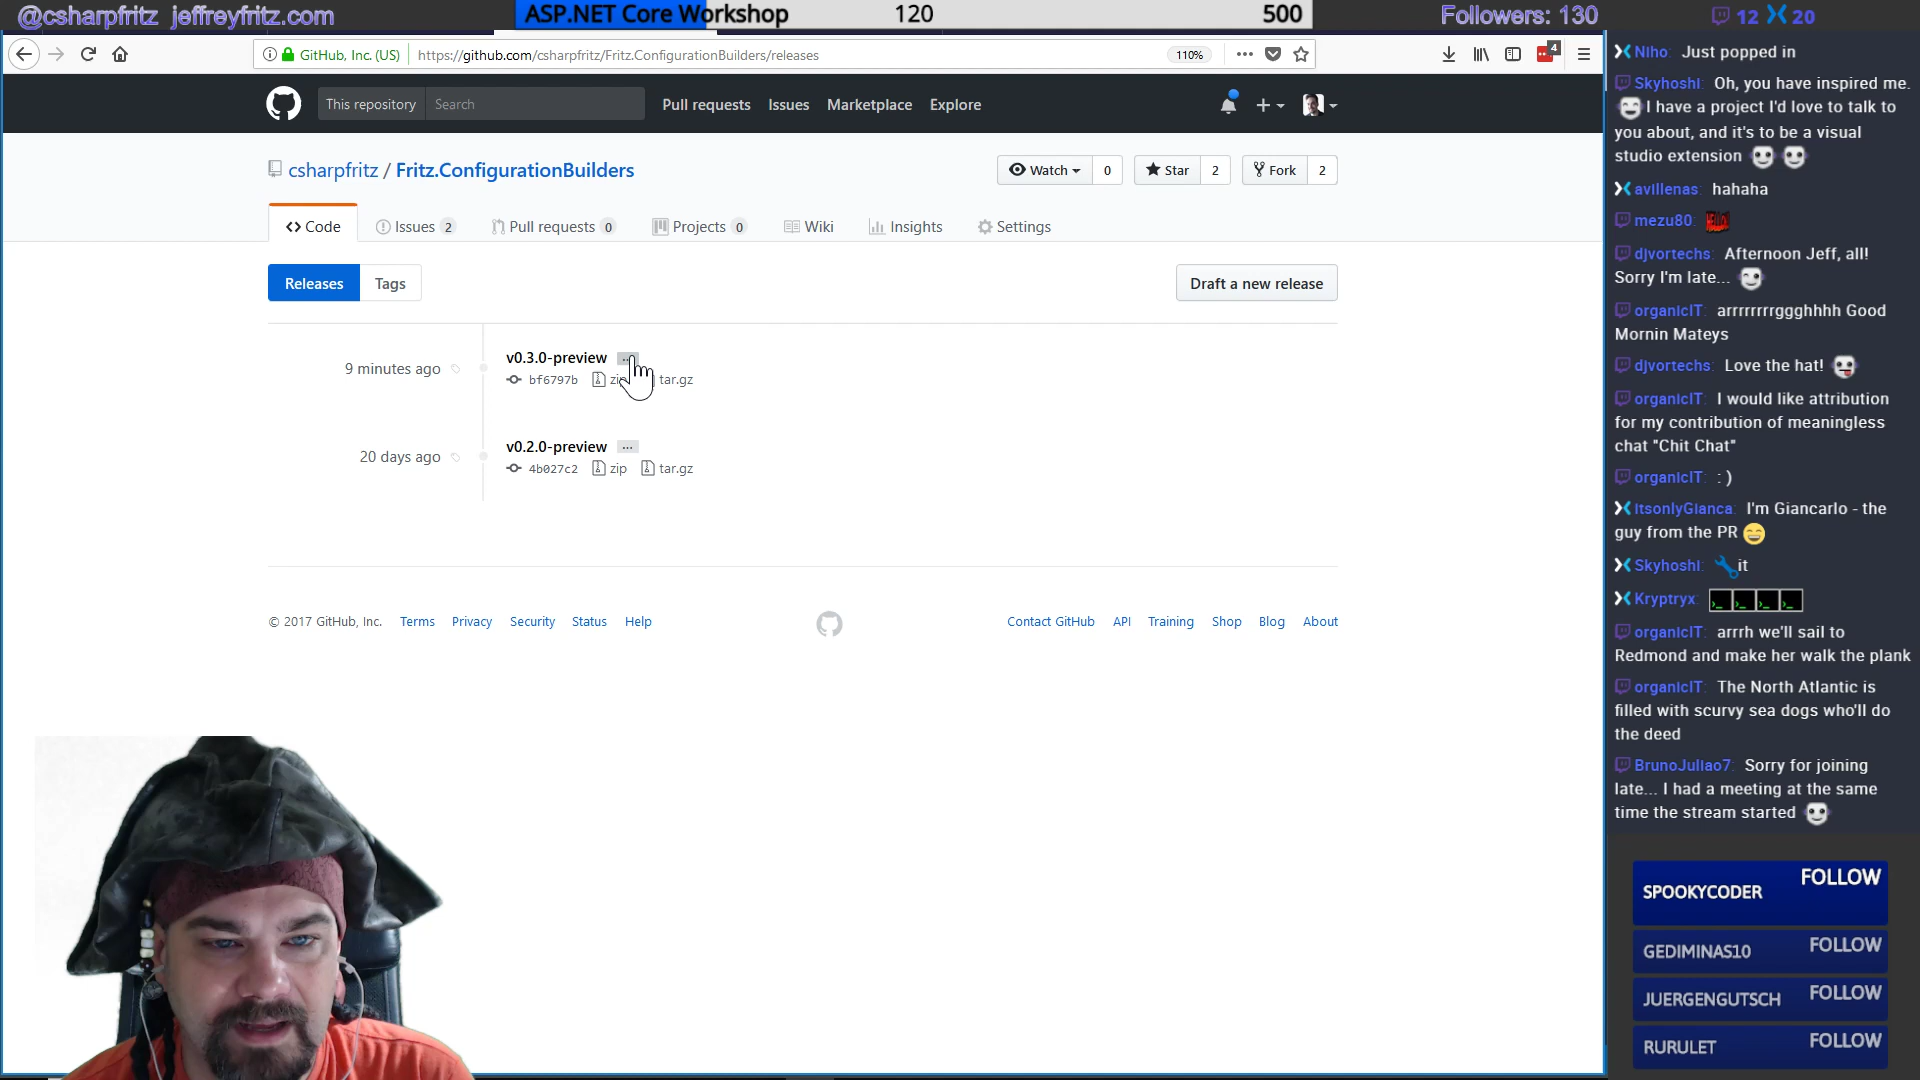 @csharpfritz jeffreyfritz.com
ASP.NET Core Workshop 120 500
Followers: 130
12 20
GitHub, Inc. (US) https://github.com/csharpfritz/Fritz.ConfigurationBuilders/releases 110% 4
This repository Search Pull requests Issues Marketplace Explore
csharpfritz / Fritz.ConfigurationBuilders
Watch 0 Star 2 Fork 2
Code Issues 2 Pull requests 0 Projects 0 Wiki Insights Settings
Releases Tags Draft a new release
9 minutes ago v0.3.0-preview ...
bf6797b tar.gz
v0.2.0-preview ...
20 days ago
4b027c2 zip tar.gz
© 2017 GitHub, Inc. Terms Privacy Security Status Help Contact GitHub API Training Shop Blog About
Niho: Just popped in
Skyhoshi: Oh, you have inspired me.
I have a project I'd love to talk to
you about, and it's to be a visual
studio extension
avillenas: hahaha
mezu80:
djvortechs: Afternoon Jeff, all!
Sorry I'm late...
organicIT: arrrrrrrggghhhh Good
Mornin Mateys
djvortechs: Love the hat!
organicIT: I would like attribution
for my contribution of meaningless
chat "Chit Chat"
organicIT: : )
ItsonlyGianca: I'm Giancarlo - the
guy from the PR
Skyhoshi: it
Kryptryx:
organicIT: arrrh we'll sail to
Redmond and make her walk the plank
organicIT: The North Atlantic is
filled with scurvy sea dogs who'll do
the deed
BrunoJuliao7: Sorry for joining
late... I had a meeting at the same
time the stream started
SPOOKYCODER FOLLOW
GEDIMINAS10 FOLLOW
JUERGENGUTSCH FOLLOW
RURULET FOLLOW